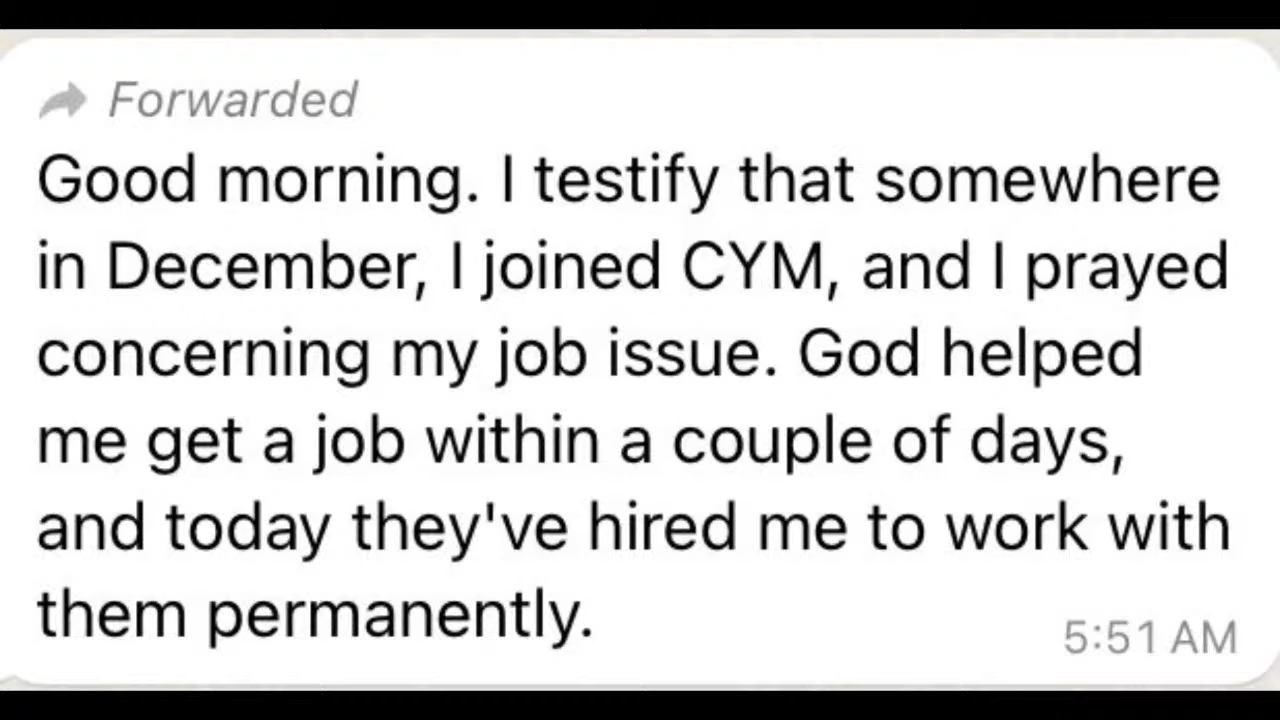 Forwarded
Good morning. I testify that somewhere
in December, I joined CYM, and I prayed
concerning my job issue. God helped
me get a job within a couple of days,
and today they've hired me to work with
them permanently.
5:51 AM